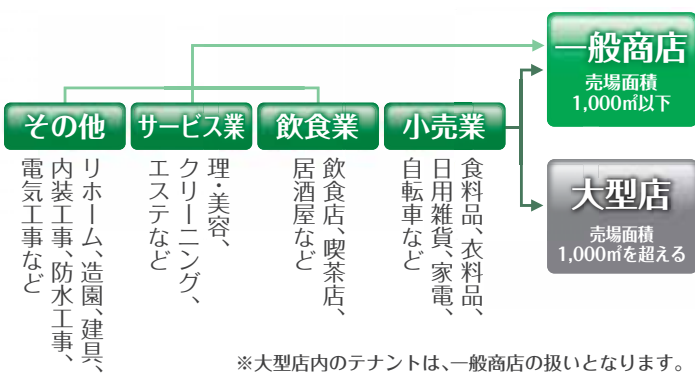 一般商店
売場面積
1,000㎡以下
その他
サービス業
飲食業
小売業
大型店
売場面積
1,000㎡を超える
食料品、衣料品、
日用雑貨、家電、
自転車など
飲食店、喫茶店、
居酒屋など
理・美容、
クリーニング、
エステなど
リホーム、造園、建具、
内装工事、防水工事、
電気工事など
※大型店内のテナントは、一般商店の扱いとなります。